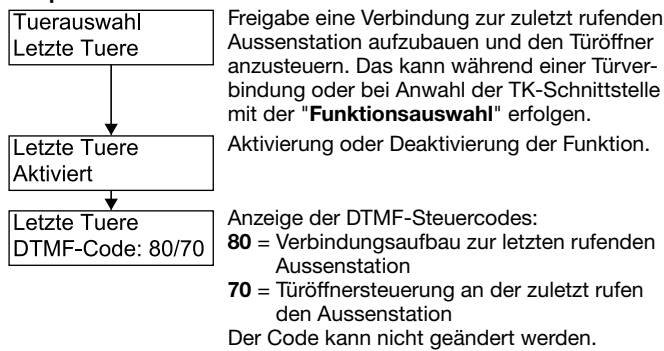 Tuerauswahl
Letzte Tuere
Freigabe eine Verbindung zur zuletzt rufenden
Aussenstation aufzubauen und den Türöffner
anzusteuern. Das kann während einer Türver-
bindung oder bei Anwahl der TK-Schnittstelle
mit der "Funktionsauswahl" erfolgen.
Letzte Tuere
Aktiviert
Aktivierung oder Deaktivierung der Funktion.
Letzte Tuere
DTMF-Code: 80/70
Anzeige der DTMF-Steuercodes:
80 = Verbindungsaufbau zur letzten rufenden
Aussenstation
70 = Türöffnersteuerung an der zuletzt rufen
den Aussenstation
Der Code kann nicht geändert werden.